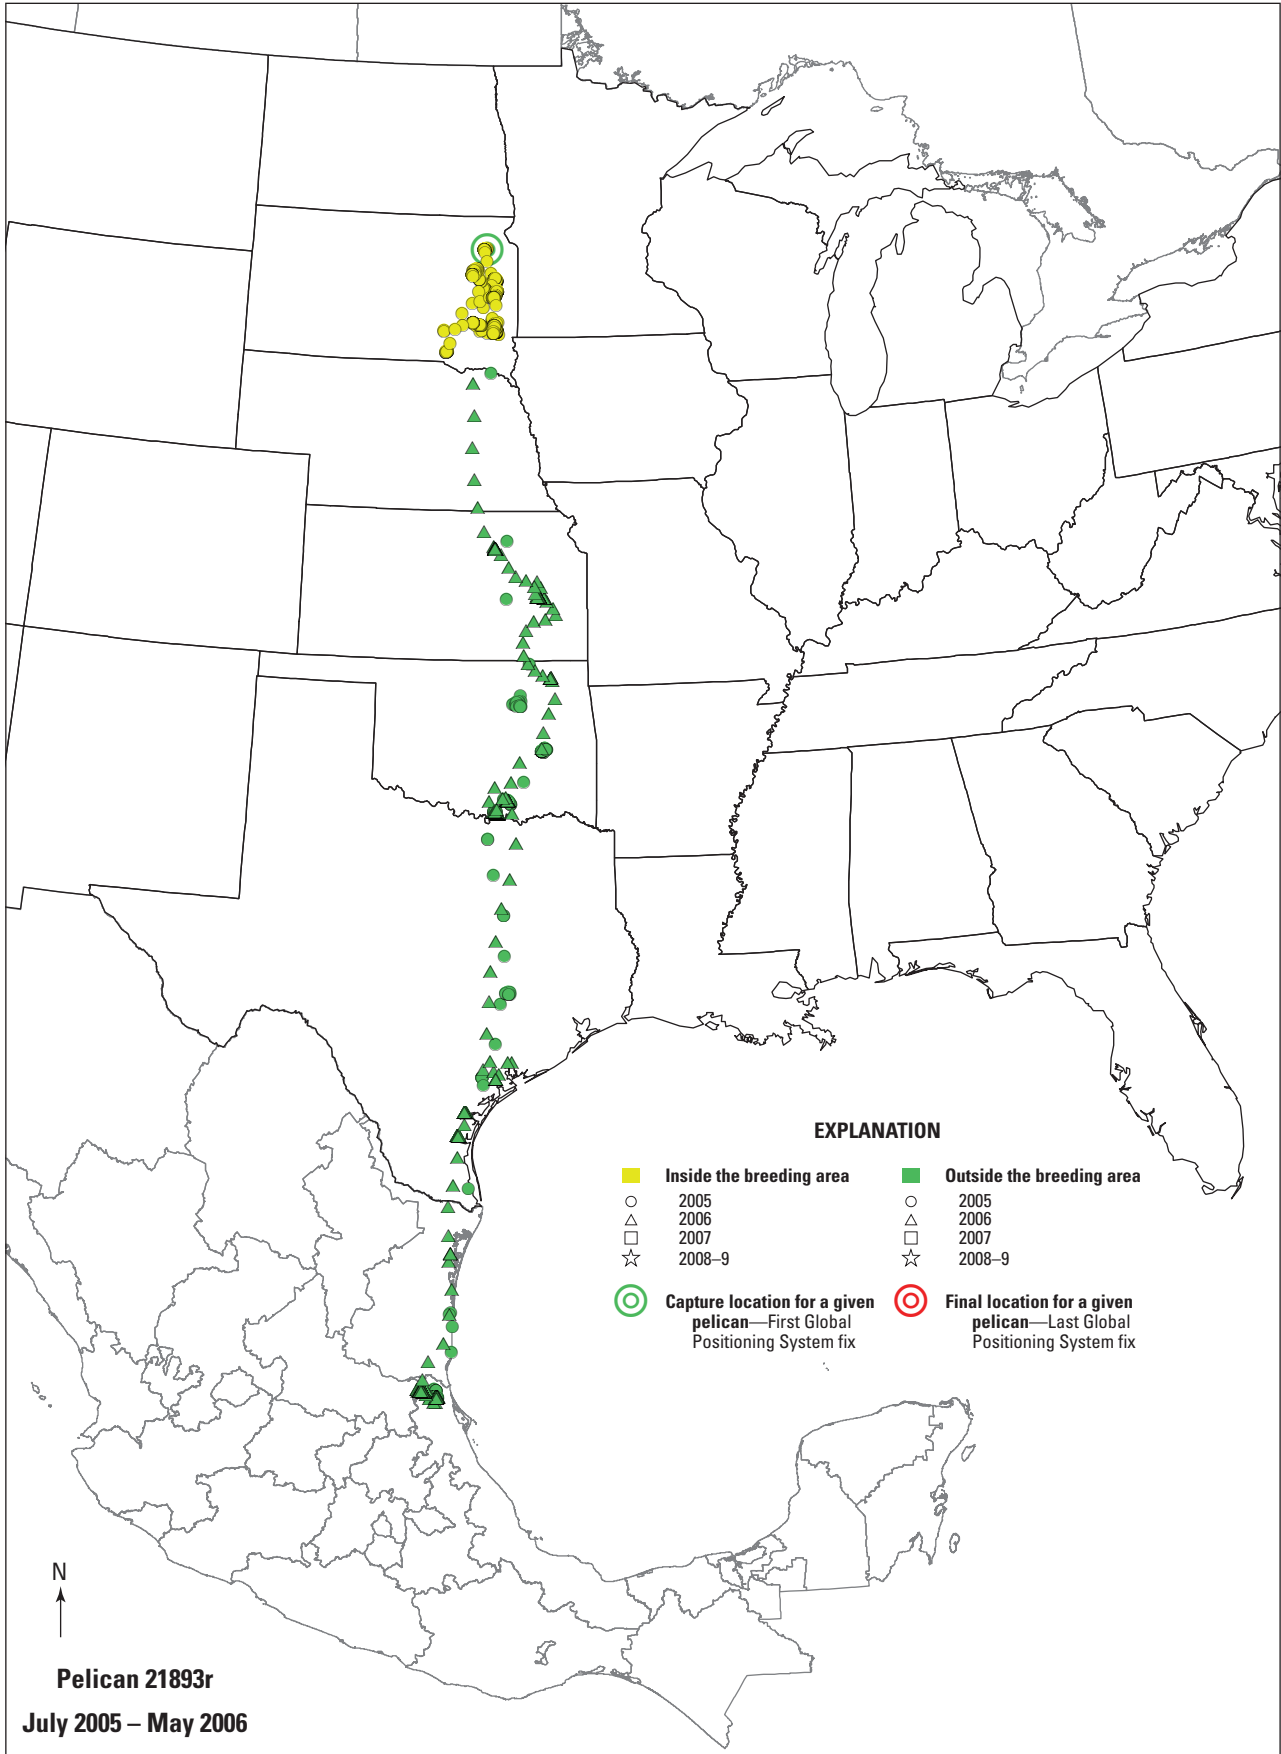 EXPLANATION
Inside the breeding area
2005
2006
2007
2008–9
Capture location for a given
pelican—First Global
Positioning System fix
Outside the breeding area
2005
2006
2007
2008–9
Final location for a given
pelican—Last Global
Positioning System fix
N
Pelican 21893r
July 2005 – May 2006